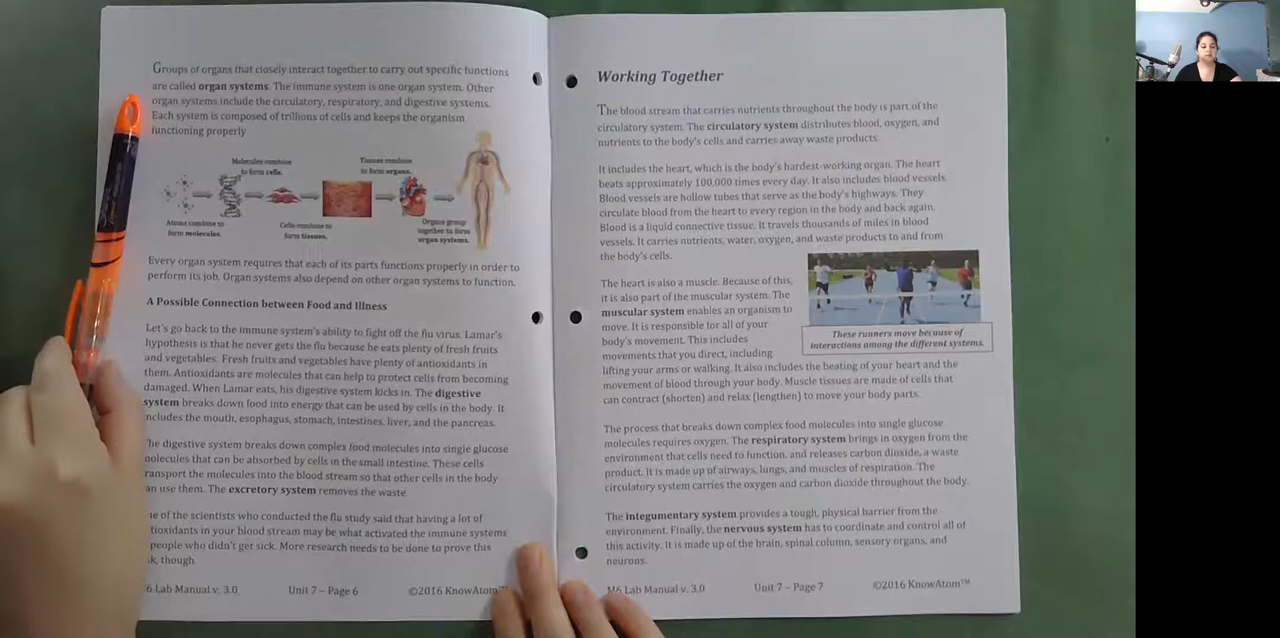 Groups of organs that closely interact together to carry out specific functions
are called organ systems. The immune system is one organ system. Other
organ systems include the circulatory, respiratory, and digestive systems.
Each system is composed of trillions of cells and keeps the organism
functioning properly
Molecules combine
to form cells.
Tissues combine
to form organs.
Atoms combine to
form molecules.
Cells combine to
form tissues.
Organs group
together to form
organ systems.
Every organ system requires that each of its parts functions properly in order to
perform its job. Organ systems also depend on other organ systems to function.
A Possible Connection between Food and Illness
Let's go back to the immune system's ability to fight off the flu virus. Lamar's
hypothesis is that he never gets the flu because he eats plenty of fresh fruits
and vegetables. Fresh fruits and vegetables have plenty of antioxidants in
them. Antioxidants are molecules that can help to protect cells from becoming
damaged. When Lamar eats, his digestive system kicks in. The digestive
system breaks down food into energy that can be used by cells in the body. It
includes the mouth, esophagus, stomach, intestines, liver, and the pancreas.
The digestive system breaks down complex food molecules into single glucose
molecules that can be absorbed by cells in the small intestine. These cells
transport the molecules into the blood stream so that other cells in the body
an use them. The excretory system removes the waste.
ne of the scientists who conducted the flu study said that having a lot of
tioxidants in your blood stream may be what activated the immune systems
people who didn't get sick. More research needs to be done to prove this
k, though.
6 Lab Manual v. 3.0 Unit 7 – Page 6 ©2016 KnowAtom™
Working Together
The blood stream that carries nutrients throughout the body is part of the
circulatory system. The circulatory system distributes blood, oxygen, and
nutrients to the body's cells and carries away waste products.
It includes the heart, which is the body's hardest-working organ. The heart
beats approximately 100,000 times every day. It also includes blood vessels.
Blood vessels are hollow tubes that serve as the body's highways. They
circulate blood from the heart to every region in the body and back again.
Blood is a liquid connective tissue. It travels thousands of miles in blood
vessels. It carries nutrients, water, oxygen, and waste products to and from
the body's cells.
The heart is also a muscle. Because of this,
it is also part of the muscular system. The
muscular system enables an organism to
move. It is responsible for all of your
body's movement. This includes
movements that you direct, including
lifting your arms or walking. It also includes the beating of your heart and the
movement of blood through your body. Muscle tissues are made of cells that
can contract (shorten) and relax (lengthen) to move your body parts.
These runners move because of
interactions among the different systems.
The process that breaks down complex food molecules into single glucose
molecules requires oxygen. The respiratory system brings in oxygen from the
environment that cells need to function, and releases carbon dioxide, a waste
product. It is made up of airways, lungs, and muscles of respiration. The
circulatory system carries the oxygen and carbon dioxide throughout the body.
The integumentary system provides a tough, physical barrier from the
environment. Finally, the nervous system has to coordinate and control all of
this activity. It is made up of the brain, spinal column, sensory organs, and
neurons.
M6 Lab Manual v. 3.0 Unit 7 – Page 7 ©2016 KnowAtom™